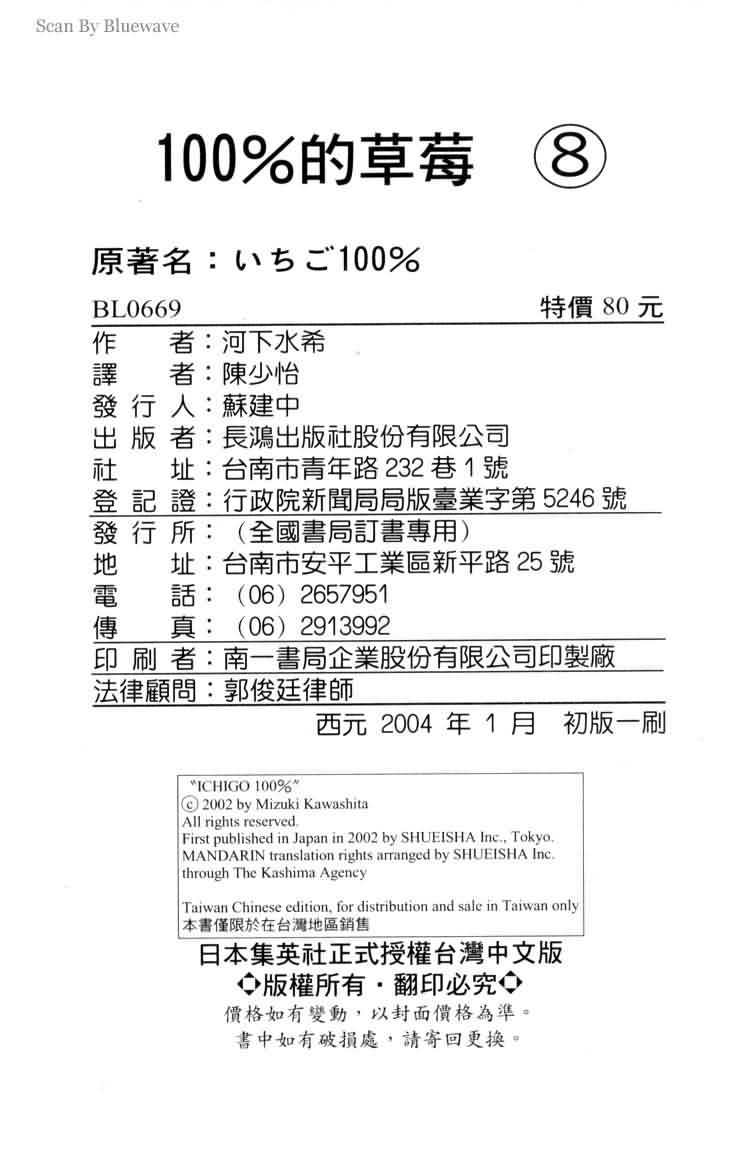 Scan By Bluewave
100%的草莓 ⑧
原著名：いちご100%
BL0669 特價 80 元
作者：河下水希
譯者：陳少怡
發行人：蘇建中
出版者：長鴻出版社股份有限公司
社址：台南市青年路 232 巷 1 號
登記證：行政院新聞局局版臺業字第 5246 號
發行所：（全國書局訂書專用）
地址：台南市安平工業區新平路 25 號
電話：（06）2657951
傳真：（06）2913992
印刷者：南一書局企業股份有限公司印製廠
法律顧問：郭俊廷律師
西元 2004 年 1 月 初版一刷
"ICHIGO 100%"
ⓒ 2002 by Mizuki Kawashita
All rights reserved.
First published in Japan in 2002 by SHUEISHA Inc., Tokyo.
MANDARIN translation rights arranged by SHUEISHA Inc.
through The Kashima Agency
Taiwan Chinese edition, for distribution and sale in Taiwan only
本書僅限於在台灣地區銷售
日本集英社正式授權台灣中文版
◇版權所有・翻印必究◇
價格如有變動，以封面價格為準。
書中如有破損處，請寄回更換。